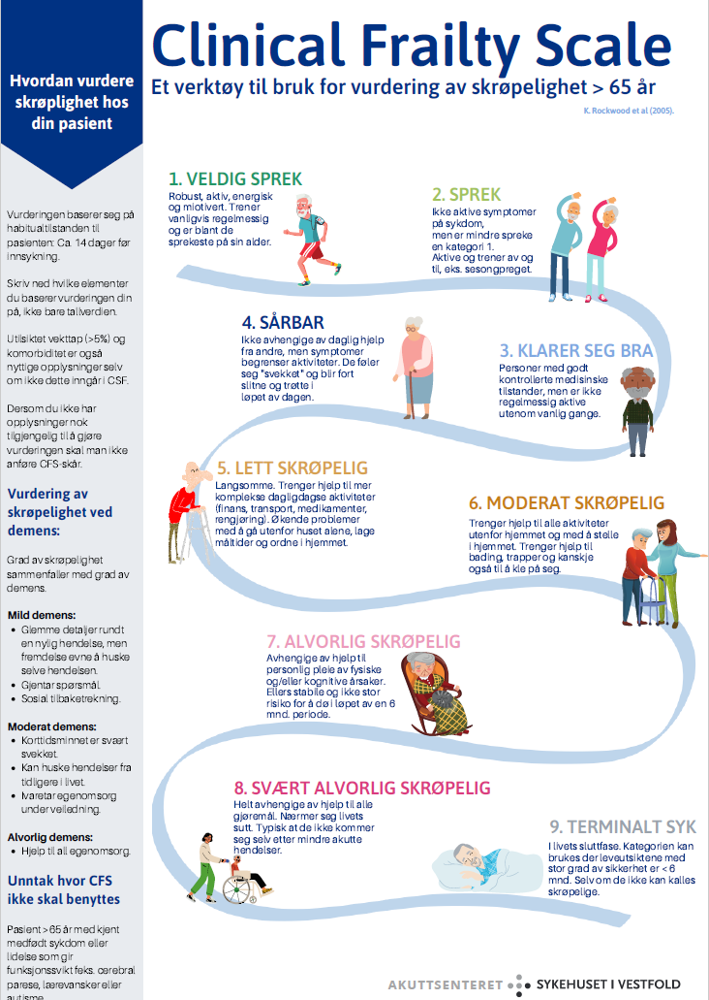 Hvordan vurdere
skrøplighet hos
din pasient
Clinical Frailty Scale
Et verktøy til bruk for vurdering av skrøpelighet > 65 år
K. Rockwood et al (2005).
Vurderingen baserer seg på
habitualtilstanden til
pasienten: Ca. 14 dager før
innsykning.
Skriv ned hvilke elementer
du baserer vurderingen din
på, ikke bare tallverdien.
Utilsiktet vekttap (>5%) og
komorbiditet er også
nyttige opplysninger selv
om ikke dette inngår i CSF.
Dersom du ikke har
opplysninger nok
tilgjengelig til å gjøre
vurderingen skal man ikke
anføre CFS-skår.
Vurdering av
skrøpelighet ved
demens:
Grad av skrøpelighet
sammenfaller med grad av
demens.
Mild demens:
• Glemme detaljer rundt
en nylig hendelse, men
fremdelse evne å huske
selve hendelsen.
• Gjentar spørsmål.
• Sosial tilbaketrekning.
Moderat demens:
• Korttidsminnet er svært
svekket.
• Kan huske hendelser fra
tidligere i livet.
• Ivaretar egenomsorg
under veiledning.
Alvorlig demens:
• Hjelp til all egenomsorg.
Unntak hvor CFS
ikke skal benyttes
Pasient > 65 år med kjent
medfødt sykdom eller
lidelse som gir
funksjonssvikt f.eks. cerebral
parese, lærevansker eller
autisme
1. VELDIG SPREK
Robust, aktiv, energisk
og miotivert. Trener
vanligvis regelmessig
og er blant de
sprekeste på sin alder.
2. SPREK
Ikke aktive symptomer
på sykdom,
men er mindre spreke
en kategori 1.
Aktive og trener av og
til, eks. sesongpreget.
3. KLARER SEG BRA
Personer med godt
kontrollerte medisinske
tilstander, men er ikke
regelmessig aktive
utenom vanlig gange.
4. SÅRBAR
Ikke avhengige av daglig hjelp
fra andre, men symptomer
begrenser aktiviteter. De føler
seg "svekket" og blir fort
slitne og trøtte i
løpet av dagen.
5. LETT SKRØPELIG
Langsomme. Trenger hjelp til mer
komplekse dagligdagse aktiviteter
(finans, transport, medikamenter,
rengjøring). Økende problemer
med å gå utenfor huset alene, lage
måltider og ordne i hjemmet.
6. MODERAT SKRØPELIG
Trenger hjelp til alle aktiviteter
utenfor hjemmet og med å stelle
i hjemmet. Trenger hjelp til
bading, trapper og kanskje
også til å kle på seg.
7. ALVORLIG SKRØPELIG
Avhengige av hjelp til
personlig pleie av fysiske
og/eller kognitive årsaker.
Ellers stabile og ikke stor
risiko for å dø i løpet av en 6
mnd. periode.
8. SVÆRT ALVORLIG SKRØPELIG
Helt avhengige av hjelp til alle
gjøremål. Nærmer seg livets
sutt. Typisk at de ikke kommer
seg selv etter mindre akutte
hendelser.
9. TERMINALT SYK
I livets sluttfase. Kategorien kan
brukes der leveutsiktene med
stor grad av sikkerhet er < 6
mnd. Selv om de ikke kan kalles
skrøpelige.
AKUTTSENTERET SYKEHUSET I VESTFOLD